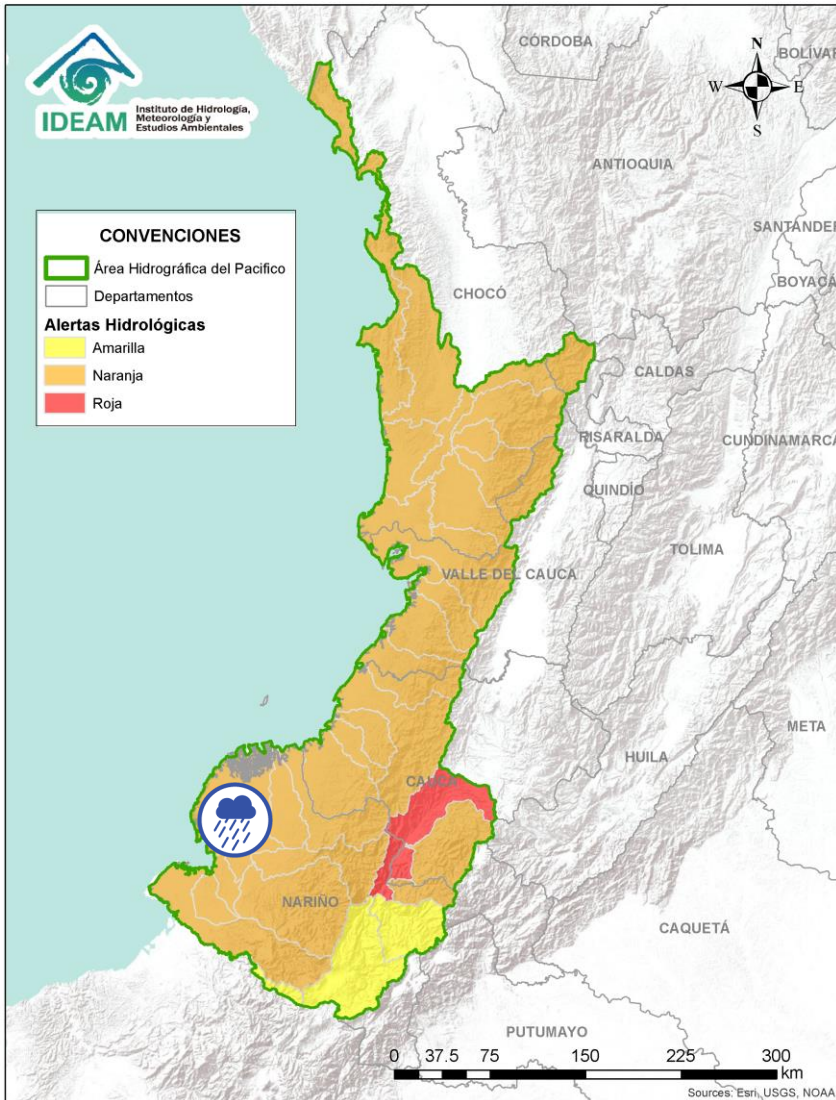 IDEAM
Instituto de Hidrología,
Meteorología y
Estudios Ambientales
CÓRDOBA
BOLÍVAR
N
W
E
S
ANTIOQUIA
SANTANDER
BOYACÁ
CONVENCIONES
Área Hidrográfica del Pacifico
Departamentos
Alertas Hidrológicas
Amarilla
Naranja
Roja
CHOCÓ
CALDAS
RISARALDA
CUNDINAMARCA
QUINDÍO
TOLIMA
VALLE DEL CAUCA
META
HUILA
CAUCA
NARIÑO
CAQUETÁ
PUTUMAYO
0 37.5 75 150 225 300
km
Sources: Esri, USGS, NOAA